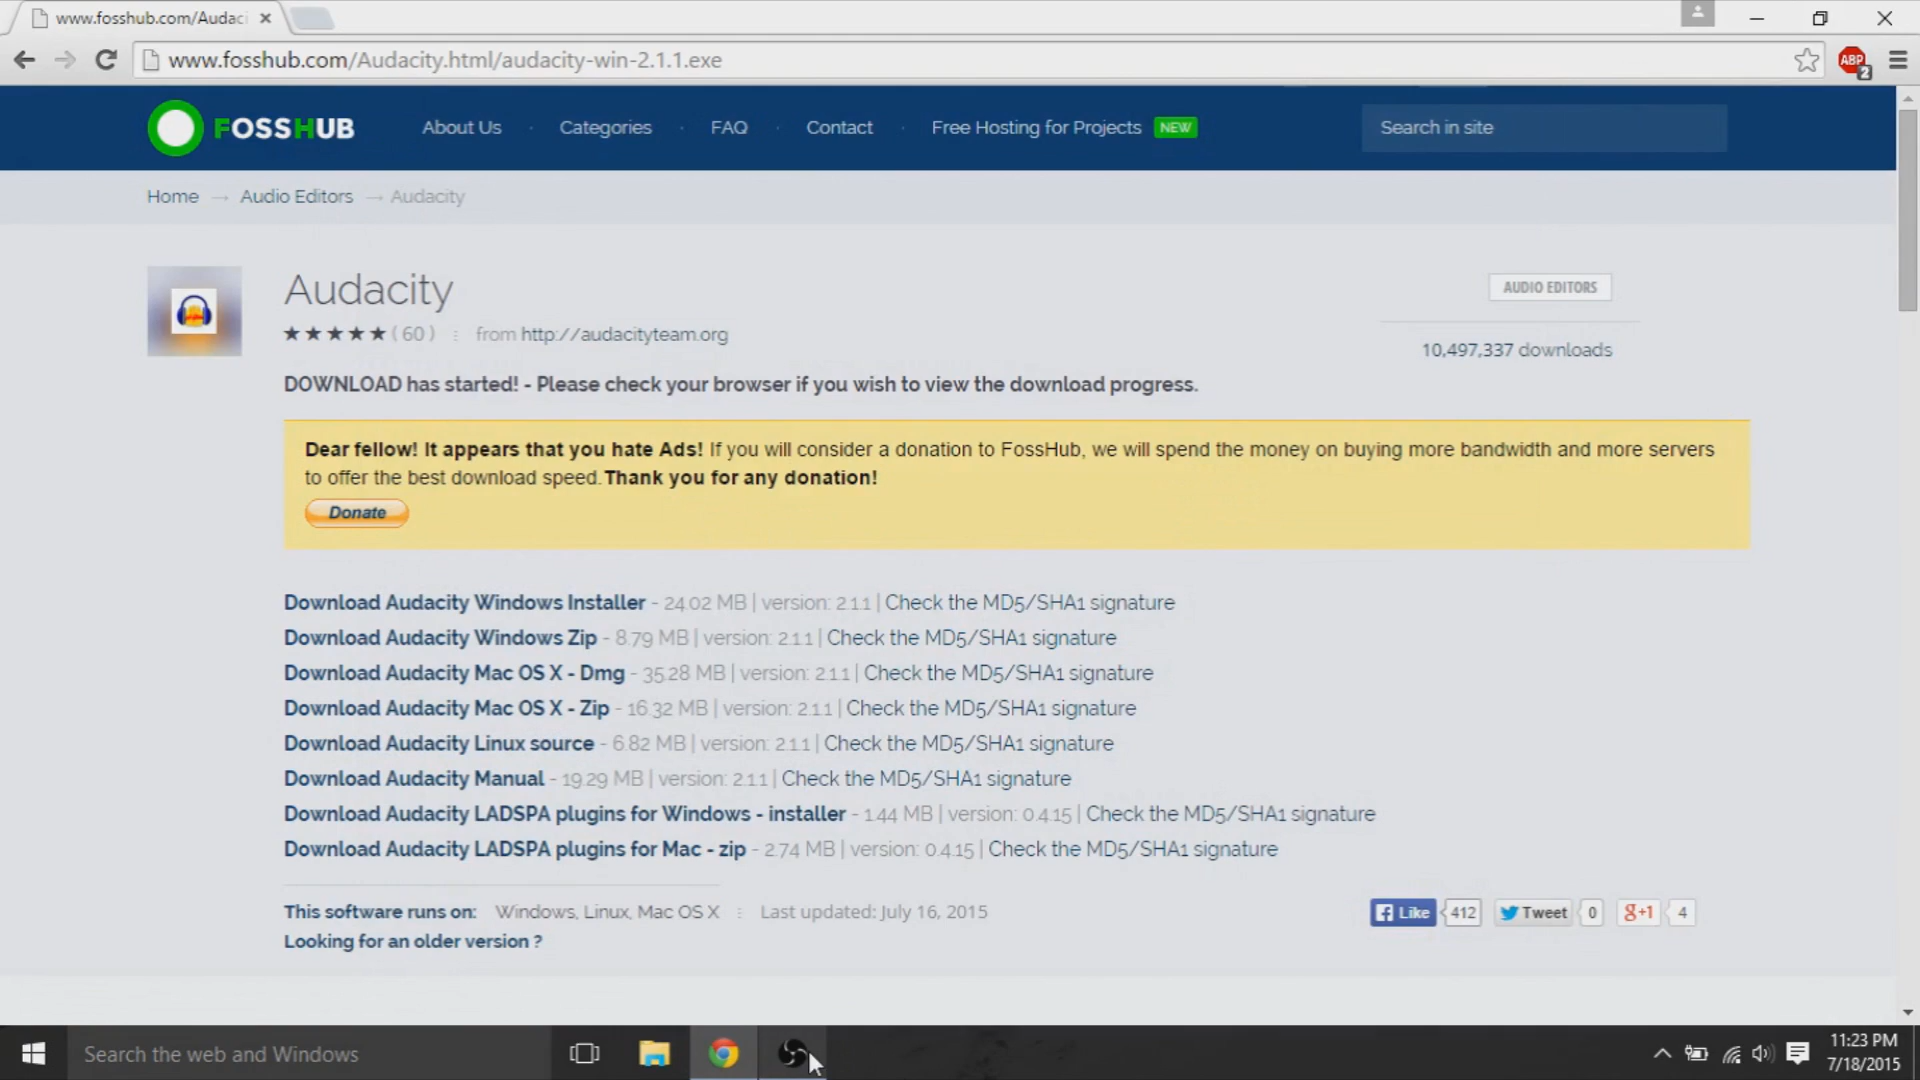 www.fosshub.com/Audaci
www.fosshub.com/Audacity.html/audacity-win-2.1.1.exe
ABP
2
FOSSHUB
About Us · Categories · FAQ · Contact · Free Hosting for Projects NEW
Search in site
Home → Audio Editors → Audacity
Audacity
AUDIO EDITORS
★★★★★ (60) from http://audacityteam.org
10,497,337 downloads
DOWNLOAD has started! - Please check your browser if you wish to view the download progress.
Dear fellow! It appears that you hate Ads! If you will consider a donation to FossHub, we will spend the money on buying more bandwidth and more servers
to offer the best download speed. Thank you for any donation!
Donate
Download Audacity Windows Installer - 24.02 MB | version: 2.1.1 | Check the MD5/SHA1 signature
Download Audacity Windows Zip - 8.79 MB | version: 2.1.1 | Check the MD5/SHA1 signature
Download Audacity Mac OS X - Dmg - 35.28 MB | version: 2.1.1 | Check the MD5/SHA1 signature
Download Audacity Mac OS X - Zip - 16.32 MB | version: 2.1.1 | Check the MD5/SHA1 signature
Download Audacity Linux source - 6.82 MB | version: 2.1.1 | Check the MD5/SHA1 signature
Download Audacity Manual - 19.29 MB | version: 2.1.1 | Check the MD5/SHA1 signature
Download Audacity LADSPA plugins for Windows - installer - 1.44 MB | version: 0.4.15 | Check the MD5/SHA1 signature
Download Audacity LADSPA plugins for Mac - zip - 2.74 MB | version: 0.4.15 | Check the MD5/SHA1 signature
This software runs on: Windows, Linux, Mac OS X Last updated: July 16, 2015
Like 412 Tweet 0 g+1 4
Looking for an older version ?
Search the web and Windows
11:23 PM
7/18/2015